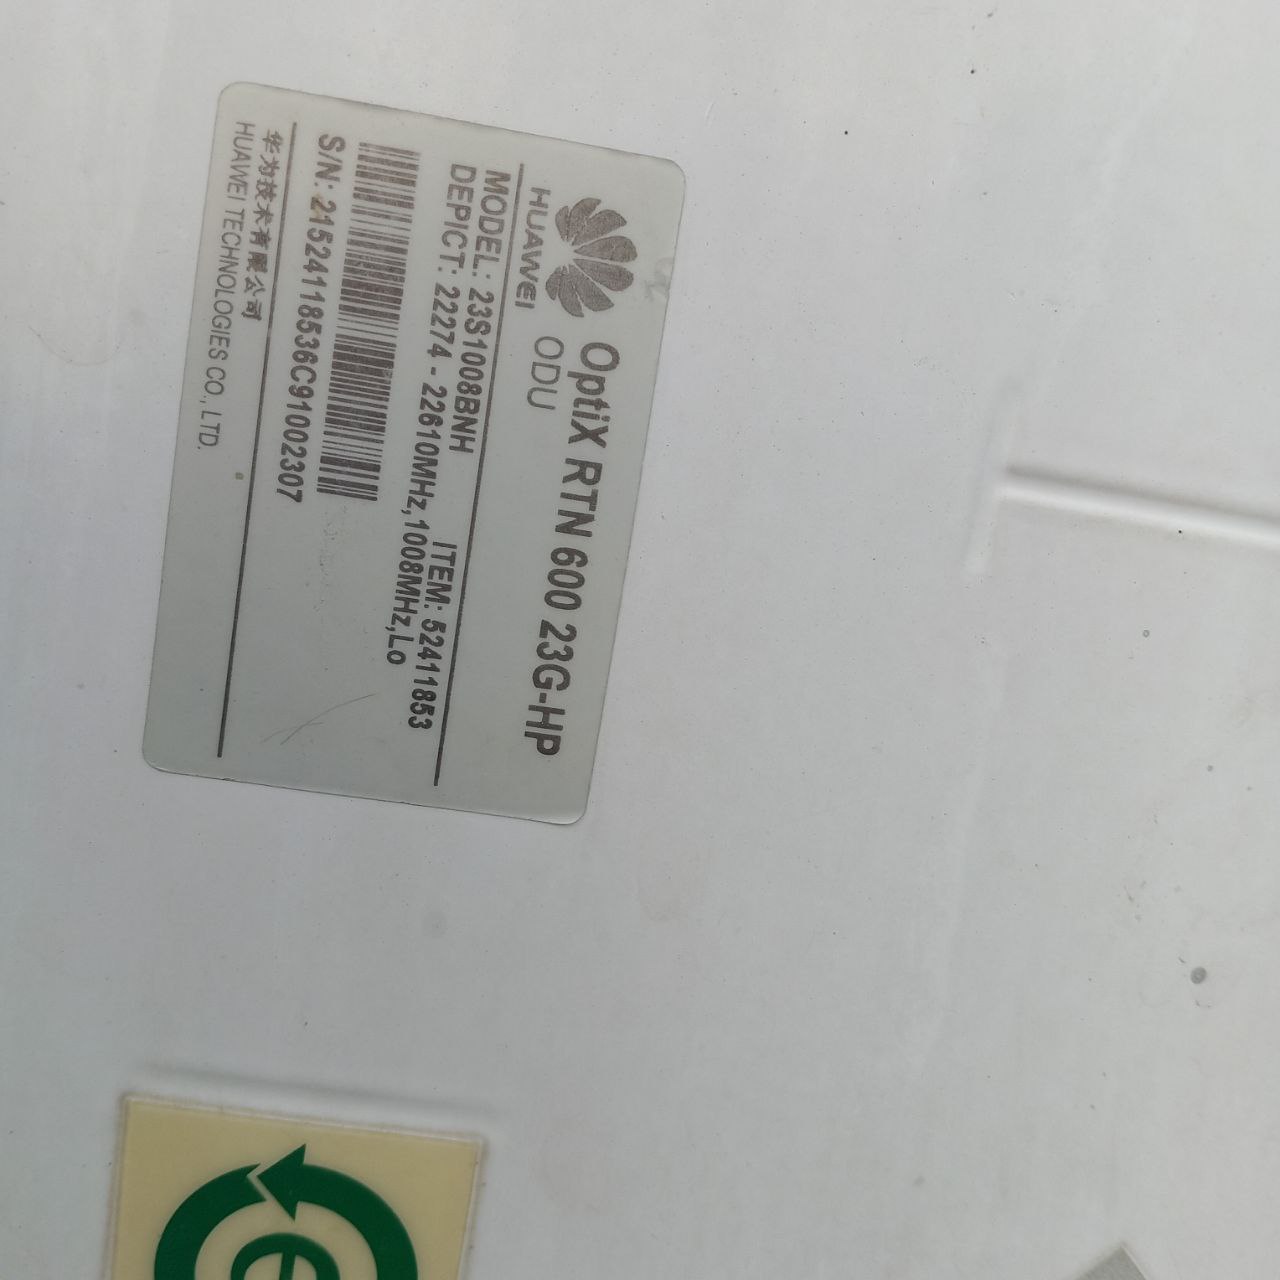 HUAWEI
OptiX RTN 600 23G-HP
ODU
MODEL: 23S1008BNH ITEM: 52411853
DEPICT: 22274 - 22610MHz,1008MHz,Lo
S/N: 21524118536C91002307
华为技术有限公司
HUAWEI TECHNOLOGIES CO., LTD.
e